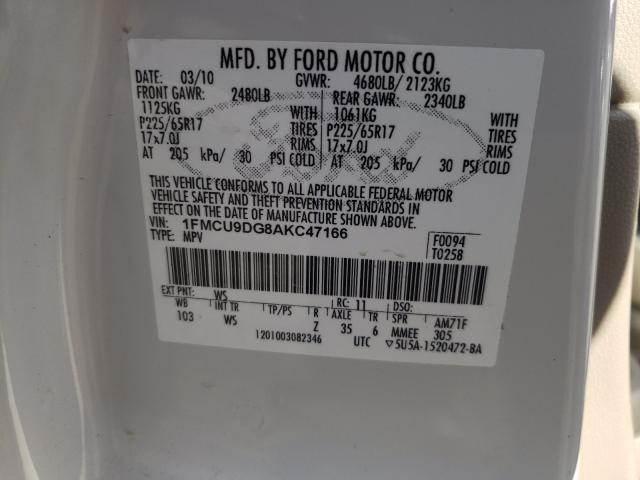 MFD. BY FORD MOTOR CO.
DATE: 03/10 GVWR: 4680LB/ 2123KG
FRONT GAWR: 2480LB REAR GAWR: 2340LB
1125KG WITH 1061KG WITH
P225/65R17 TIRES P225/65R17 TIRES
17x7.0J RIMS 17x7.0J RIMS
AT 205 kPa/ 30 PSI COLD AT 205 kPa/ 30 PSI COLD
Ford
THIS VEHICLE CONFORMS TO ALL APPLICABLE FEDERAL MOTOR
VEHICLE SAFETY AND THEFT PREVENTION STANDARDS IN
EFFECT ON THE DATE OF MANUFACTURE SHOWN ABOVE.
VIN: 1FMCU9DG8AKC47166
TYPE: MPV
F0094
T0258
EXT PNT: WS RC: 11 DSO:
WB INT TR TP/PS R AXLE TR SPR AM71F
103 WS Z 35 6 MMEE 305
1201003082346 UTC ▽5U5A-1520472-BA